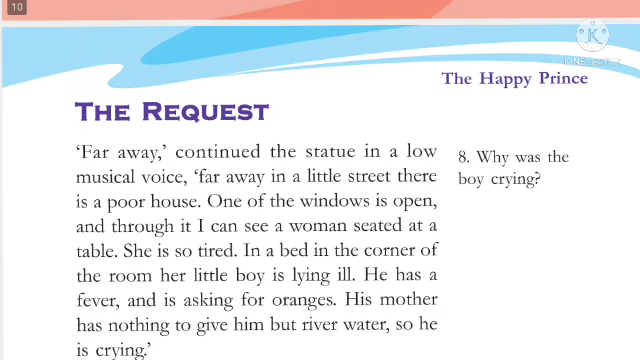 10
K
KINEMASTER
The Happy Prince
THE REQUEST
‘Far away,’ continued the statue in a low
musical voice, ‘far away in a little street there
is a poor house. One of the windows is open,
and through it I can see a woman seated at a
table. She is so tired. In a bed in the corner of
the room her little boy is lying ill. He has a
fever, and is asking for oranges. His mother
has nothing to give him but river water, so he
is crying.’
8. Why was the
boy crying?